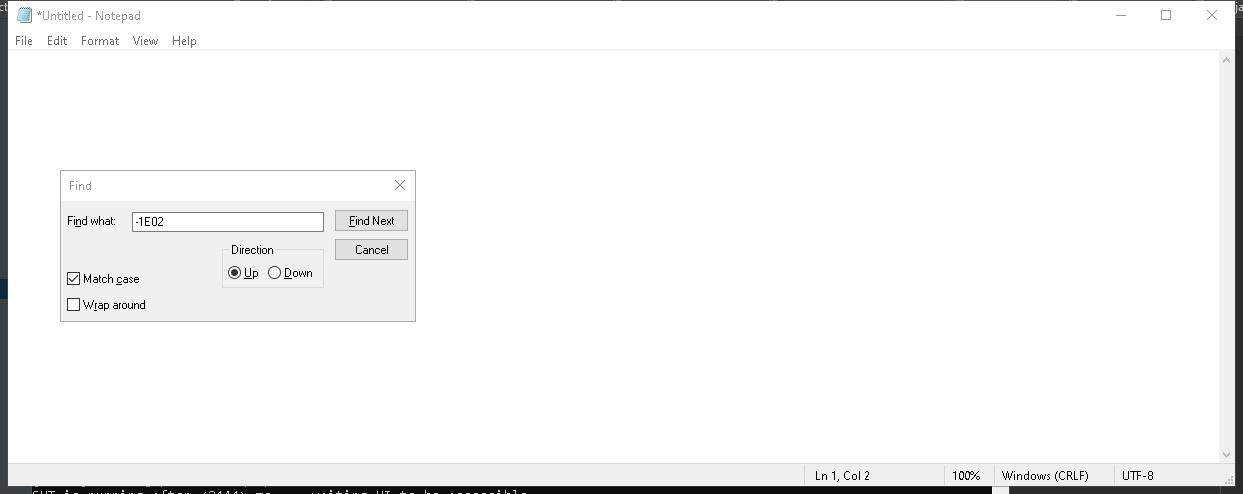 *Untitled - Notepad
File Edit Format View Help
Find
Find what: -1E02 Find Next
Direction Cancel
Up Down
Match case
Wrap around
Ln 1, Col 2 100% Windows (CRLF) UTF-8